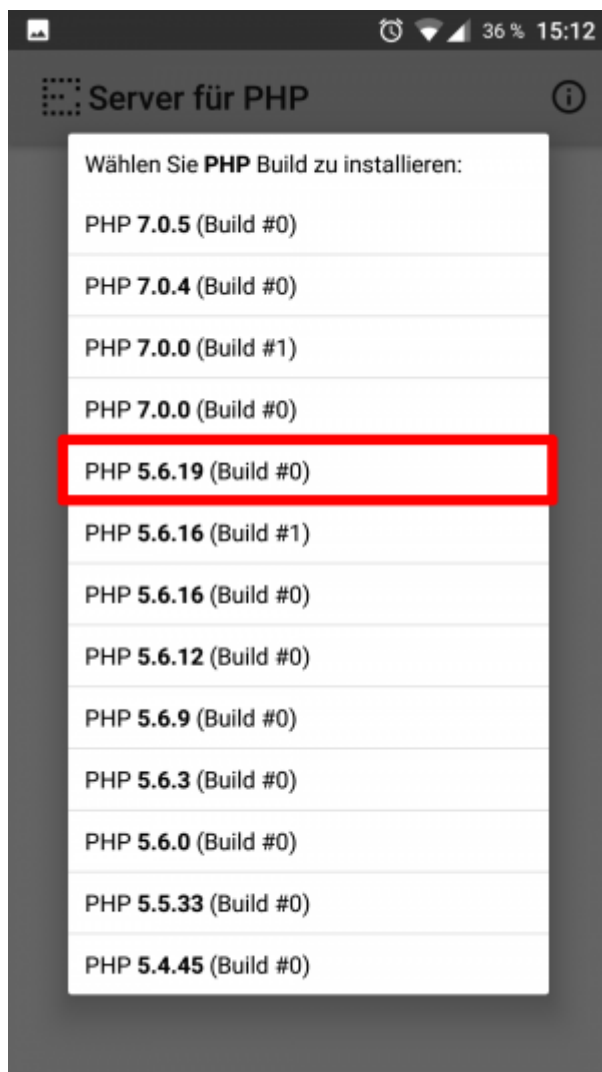 36 % 15:12
Server für PHP
Wählen Sie PHP Build zu installieren:
PHP 7.0.5 (Build #0)
PHP 7.0.4 (Build #0)
PHP 7.0.0 (Build #1)
PHP 7.0.0 (Build #0)
PHP 5.6.19 (Build #0)
PHP 5.6.16 (Build #1)
PHP 5.6.16 (Build #0)
PHP 5.6.12 (Build #0)
PHP 5.6.9 (Build #0)
PHP 5.6.3 (Build #0)
PHP 5.6.0 (Build #0)
PHP 5.5.33 (Build #0)
PHP 5.4.45 (Build #0)